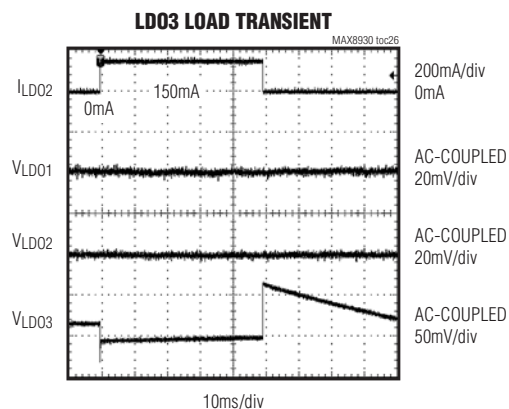 LDO3 LOAD TRANSIENT
MAX8930 toc26
ILDO2
0mA
150mA
200mA/div
0mA
VLDO1
AC-COUPLED
20mV/div
VLDO2
AC-COUPLED
20mV/div
VLDO3
AC-COUPLED
50mV/div
10ms/div